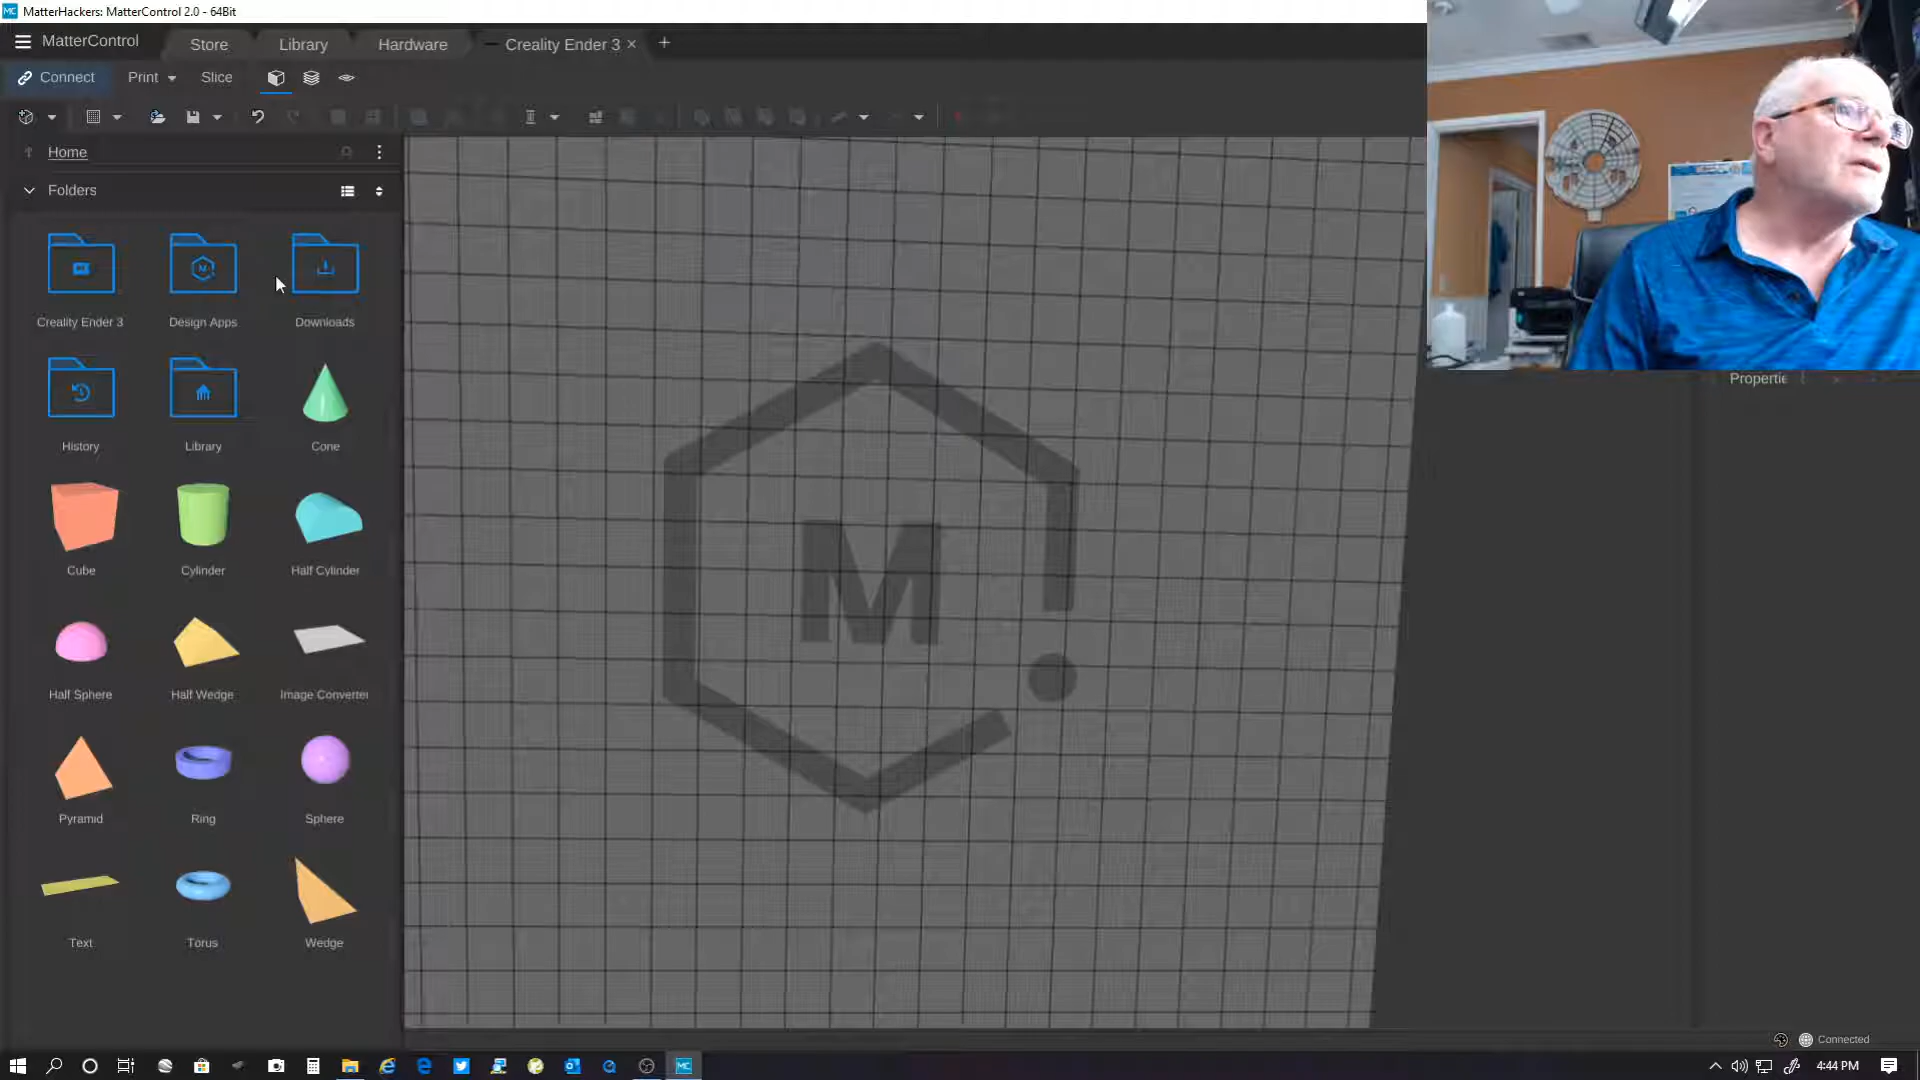 MatterHackers: MatterControl 2.0 - 64Bit
MatterControl
Store
Library
Hardware
Creality Ender 3
Connect
Print
Slice
Home
Folders
Creality Ender 3
Design Apps
Downloads
History
Library
Cone
Cube
Cylinder
Half Cylinder
Half Sphere
Half Wedge
Image Converter
Pyramid
Ring
Sphere
Text
Torus
Wedge
M
Propertie
Connected
4:44 PM